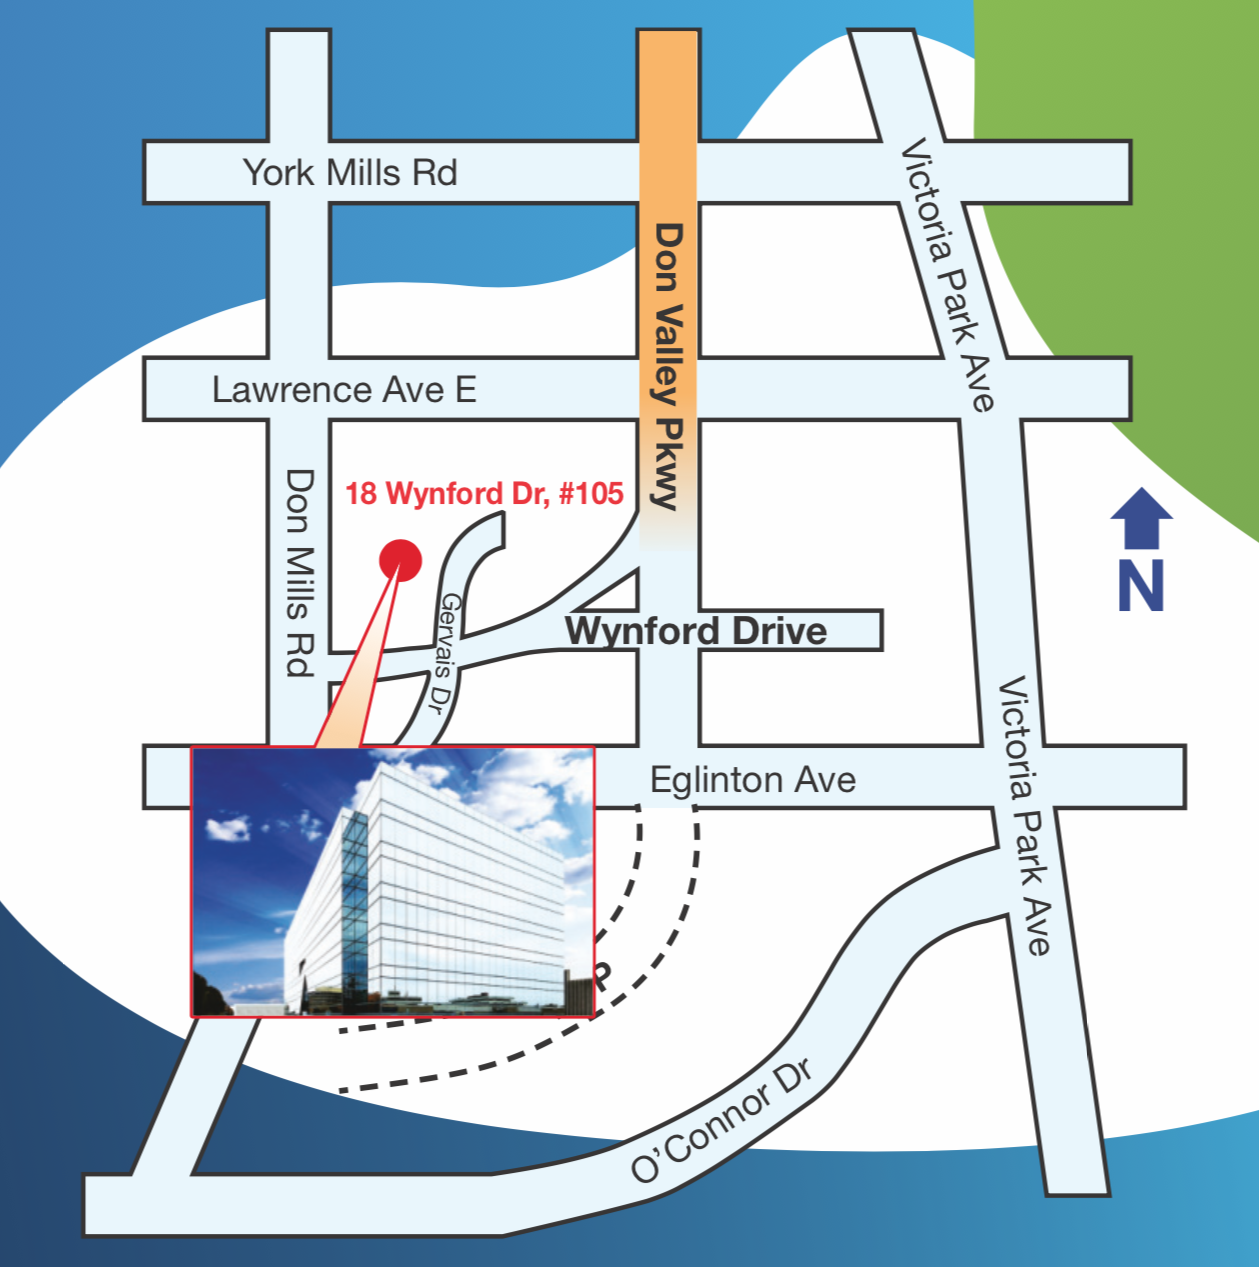 York Mills Rd
Victoria Park Ave
Don Valley Pkwy
Lawrence Ave E
Don Mills Rd
18 Wynford Dr, #105
N
Gervais Dr
Wynford Drive
Victoria Park Ave
Eglinton Ave
O'Connor Dr